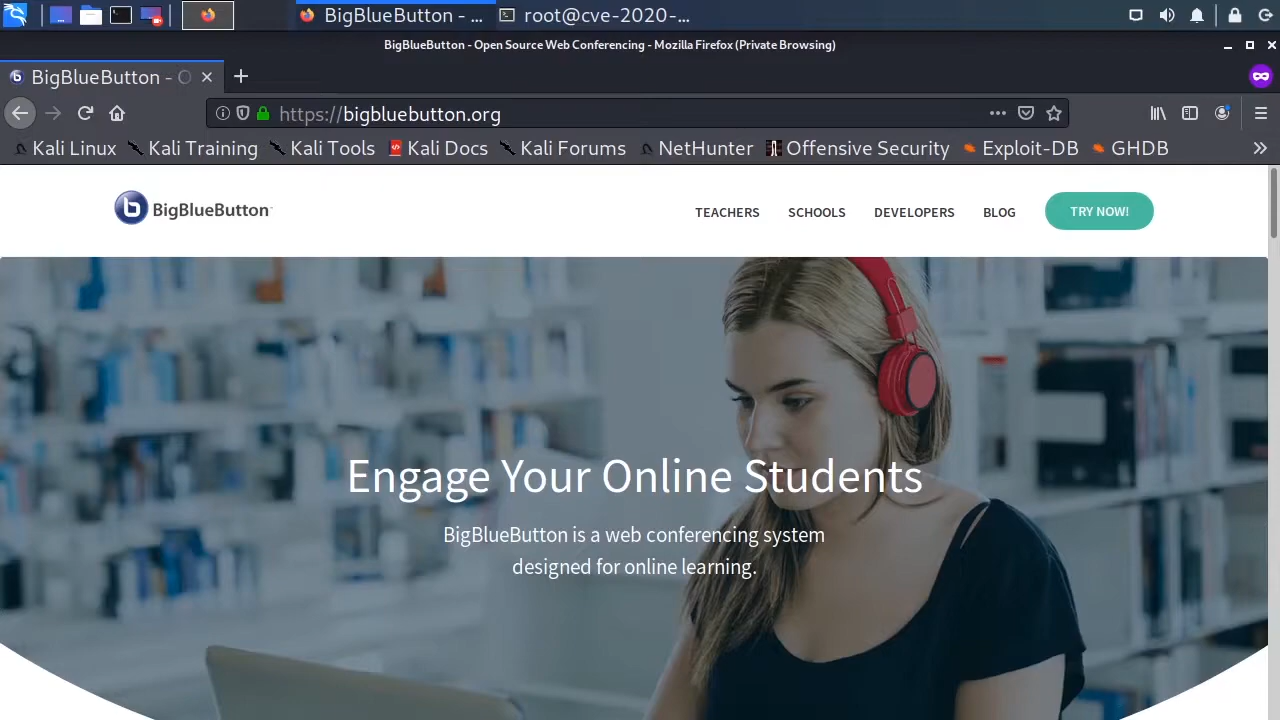 BigBlueButton - ...
root@cve-2020-...
BigBlueButton - Open Source Web Conferencing - Mozilla Firefox (Private Browsing)
BigBlueButton - O
https://bigbluebutton.org
Kali Linux
Kali Training
Kali Tools
Kali Docs
Kali Forums
NetHunter
Offensive Security
Exploit-DB
GHDB
b BigBlueButton
TEACHERS
SCHOOLS
DEVELOPERS
BLOG
TRY NOW!
Engage Your Online Students
BigBlueButton is a web conferencing system
designed for online learning.